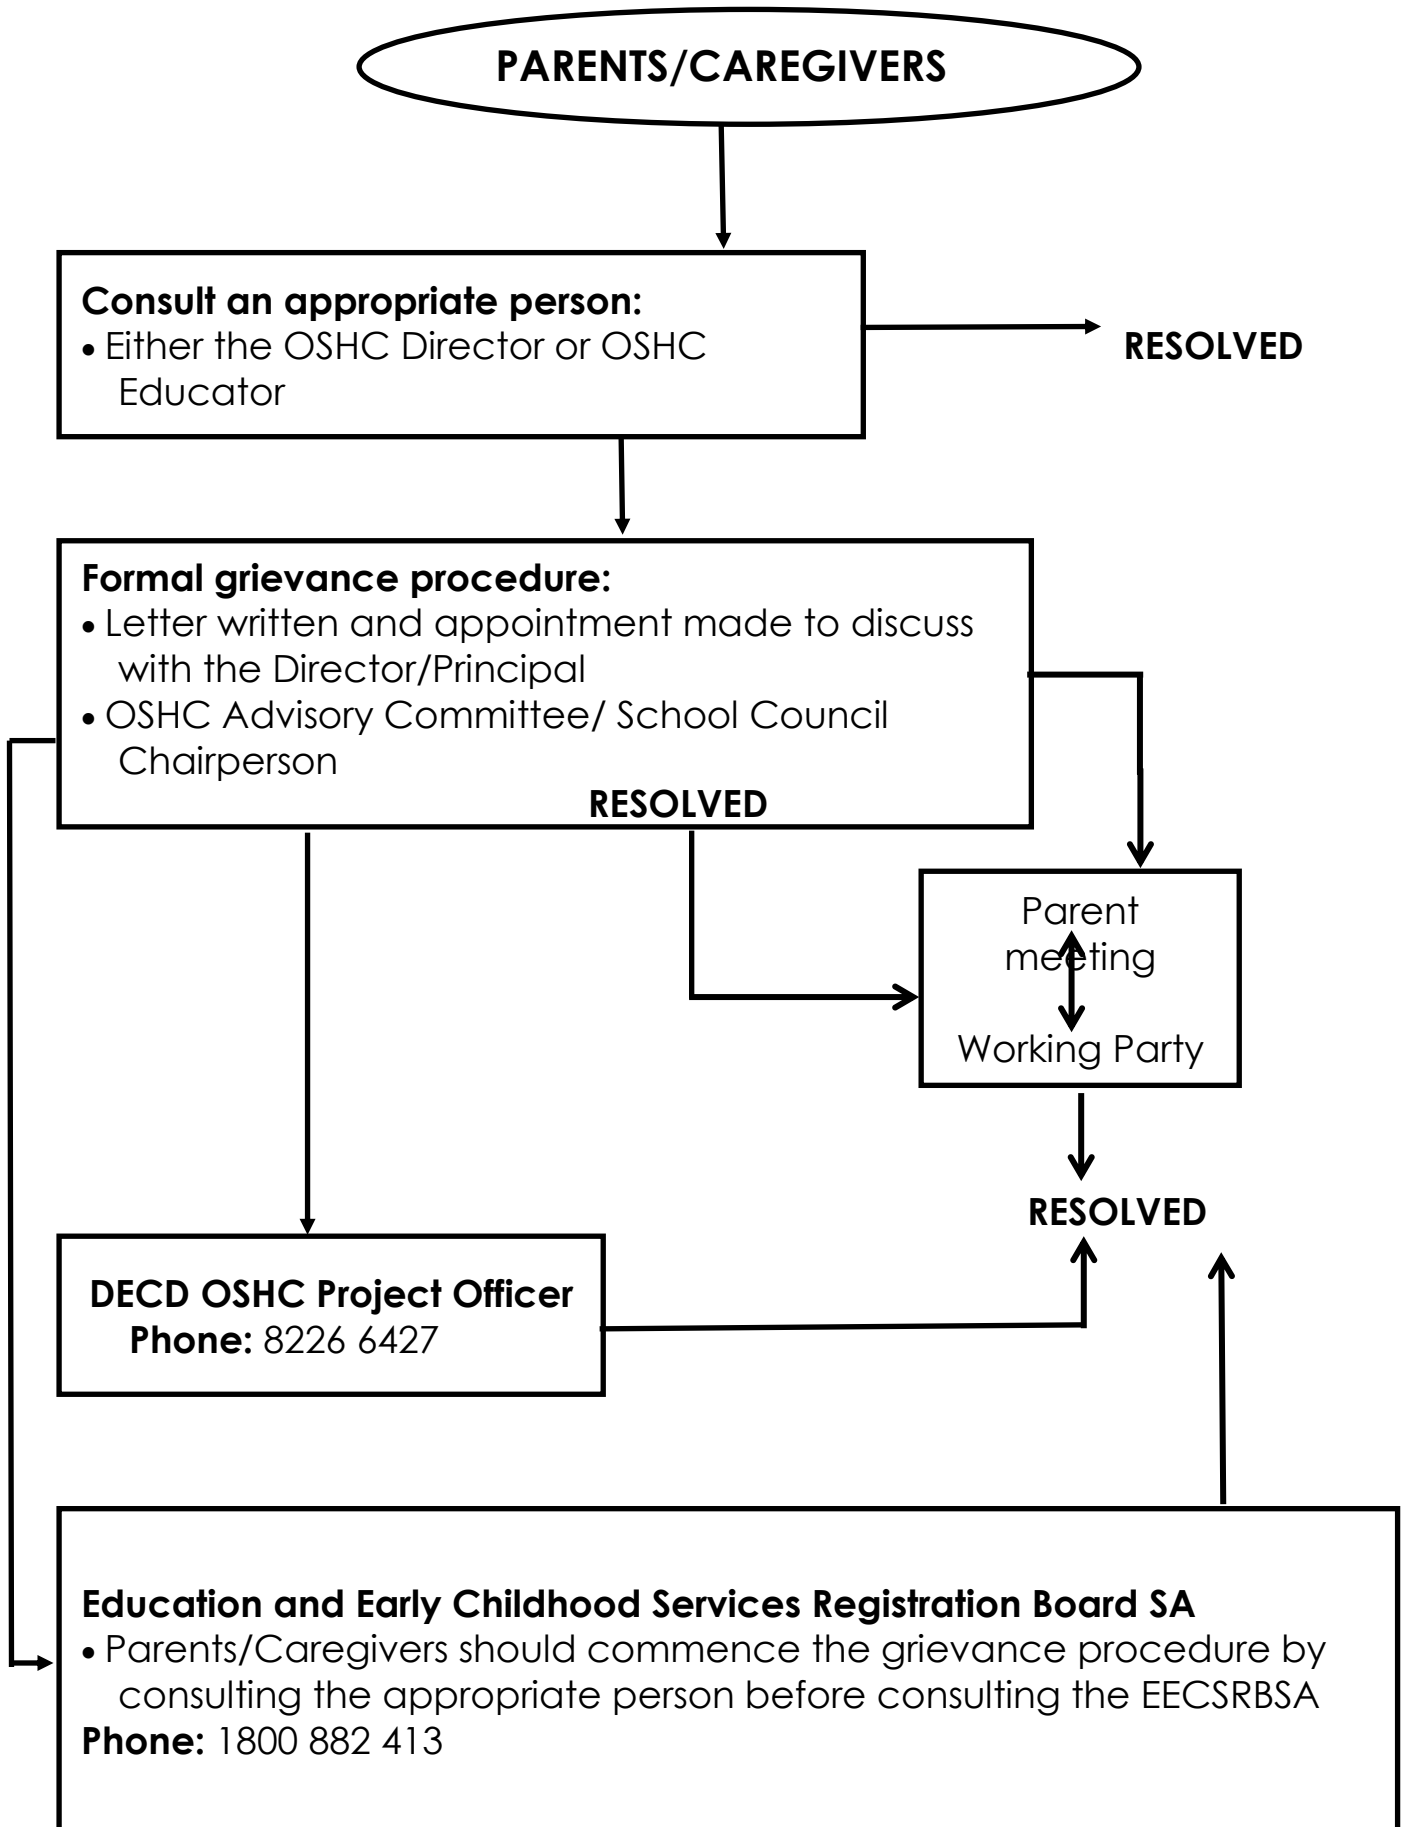 PARENTS/CAREGIVERS
Consult an appropriate person:
• Either the OSHC Director or OSHC
Educator
RESOLVED
Formal grievance procedure:
• Letter written and appointment made to discuss
with the Director/Principal
• OSHC Advisory Committee/ School Council
Chairperson
RESOLVED
Parent
meeting
Working Party
RESOLVED
DECD OSHC Project Officer
Phone: 8226 6427
Education and Early Childhood Services Registration Board SA
• Parents/Caregivers should commence the grievance procedure by
consulting the appropriate person before consulting the EECSRBSA
Phone: 1800 882 413